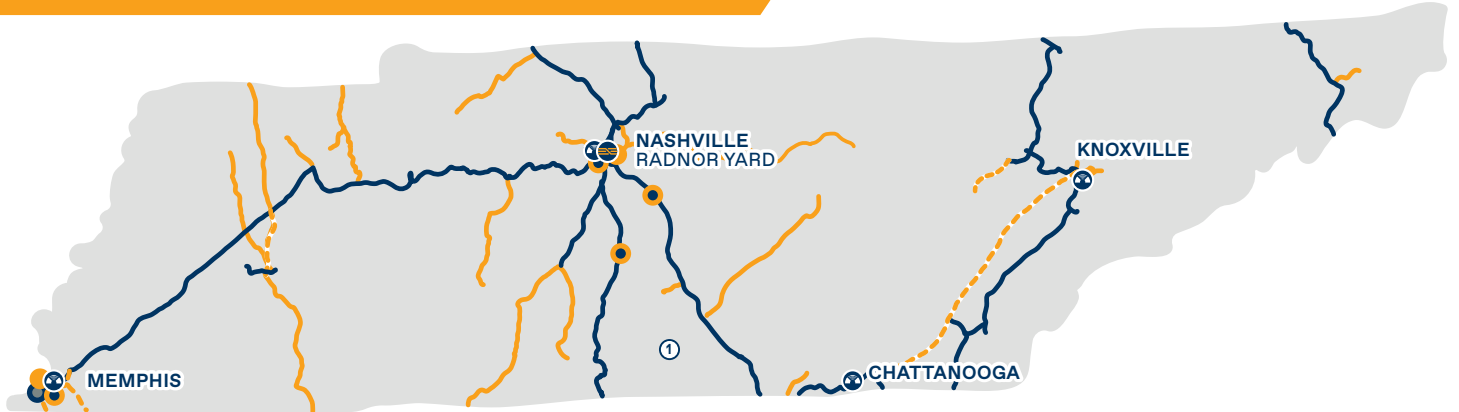 NASHVILLE
RADNOR YARD
KNOXVILLE
1
CHATTANOOGA
MEMPHIS